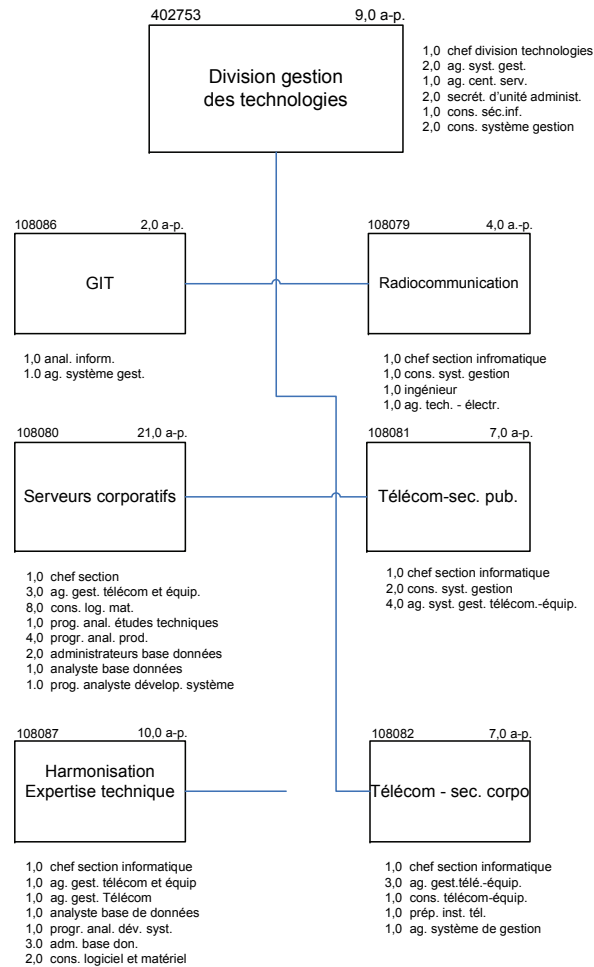 402753 9,0 a-p.
Division gestion
des technologies
1,0 chef division technologies
2,0 ag. syst. gest.
1,0 ag. cent. serv.
2,0 secrét. d'unité administ.
1,0 cons. séc.inf.
2,0 cons. système gestion
108086 2,0 a-p.
GIT
1,0 anal. inform.
1.0 ag. système gest.
108079 4,0 a.-p.
Radiocommunication
1,0 chef section infromatique
1,0 cons. syst. gestion
1,0 ingénieur
1,0 ag. tech. - électr.
108080 21,0 a-p.
Serveurs corporatifs
1,0 chef section
3,0 ag. gest. télécom et équip.
8,0 cons. log. mat.
1,0 prog. anal. études techniques
4,0 progr. anal. prod.
2,0 administrateurs base données
1,0 analyste base données
1.0 prog. analyste dévelop. système
108081 7,0 a-p.
Télécom-sec. pub.
1,0 chef section informatique
2,0 cons. syst. gestion
4,0 ag. syst. gest. télécom.-équip.
108087 10,0 a-p.
Harmonisation
Expertise technique
1,0 chef section informatique
1,0 ag. gest. télécom et équip
1,0 ag. gest. Télécom
1,0 analyste base de données
1,0 progr. anal. dév. syst.
3.0 adm. base don.
2,0 cons. logiciel et matériel
108082 7,0 a-p.
Télécom - sec. corpo
1,0 chef section informatique
3,0 ag. gest.télé.-équip.
1,0 cons. télécom-équip.
1,0 prép. inst. tél.
1,0 ag. système de gestion